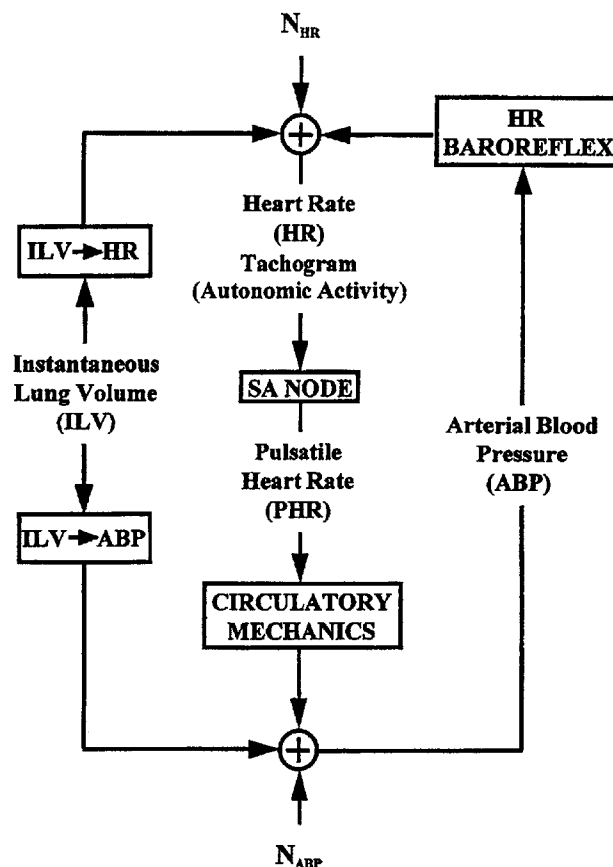 N_HR
HR
BAROREFLEX
Heart Rate
(HR)
Tachogram
(Autonomic Activity)
ILV→HR
Instantaneous
Lung Volume
(ILV)
SA NODE
Pulsatile
Heart Rate
(PHR)
Arterial Blood
Pressure
(ABP)
ILV→ABP
CIRCULATORY
MECHANICS
N_ABP